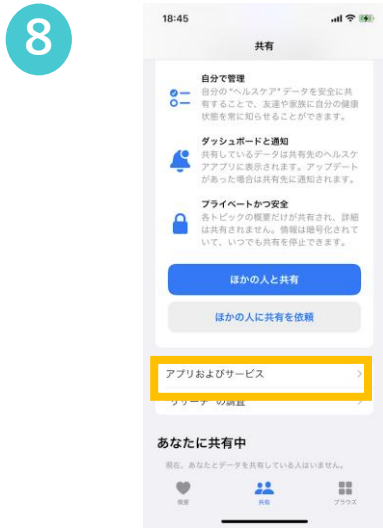 8
18:45
共有
自分で管理
自分の"ヘルスケア"データを安全に共
有することで、友達や家族に自分の健康
状態を常に知らせることができます。
ダッシュボードと通知
共有しているデータは共有先のヘルスケ
アアプリに表示されます。アップデート
があった場合は共有先に通知されます。
プライベートかつ安全
各トピックの概要だけが共有され、詳細
は共有されません。情報は暗号化されて
いて、いつでも共有を停止できます。
ほかの人と共有
ほかの人に共有を依頼
アプリおよびサービス
の調査
あなたに共有中
現在、あなたとデータを共有している人はいません。
概要
共有
ブラウズ